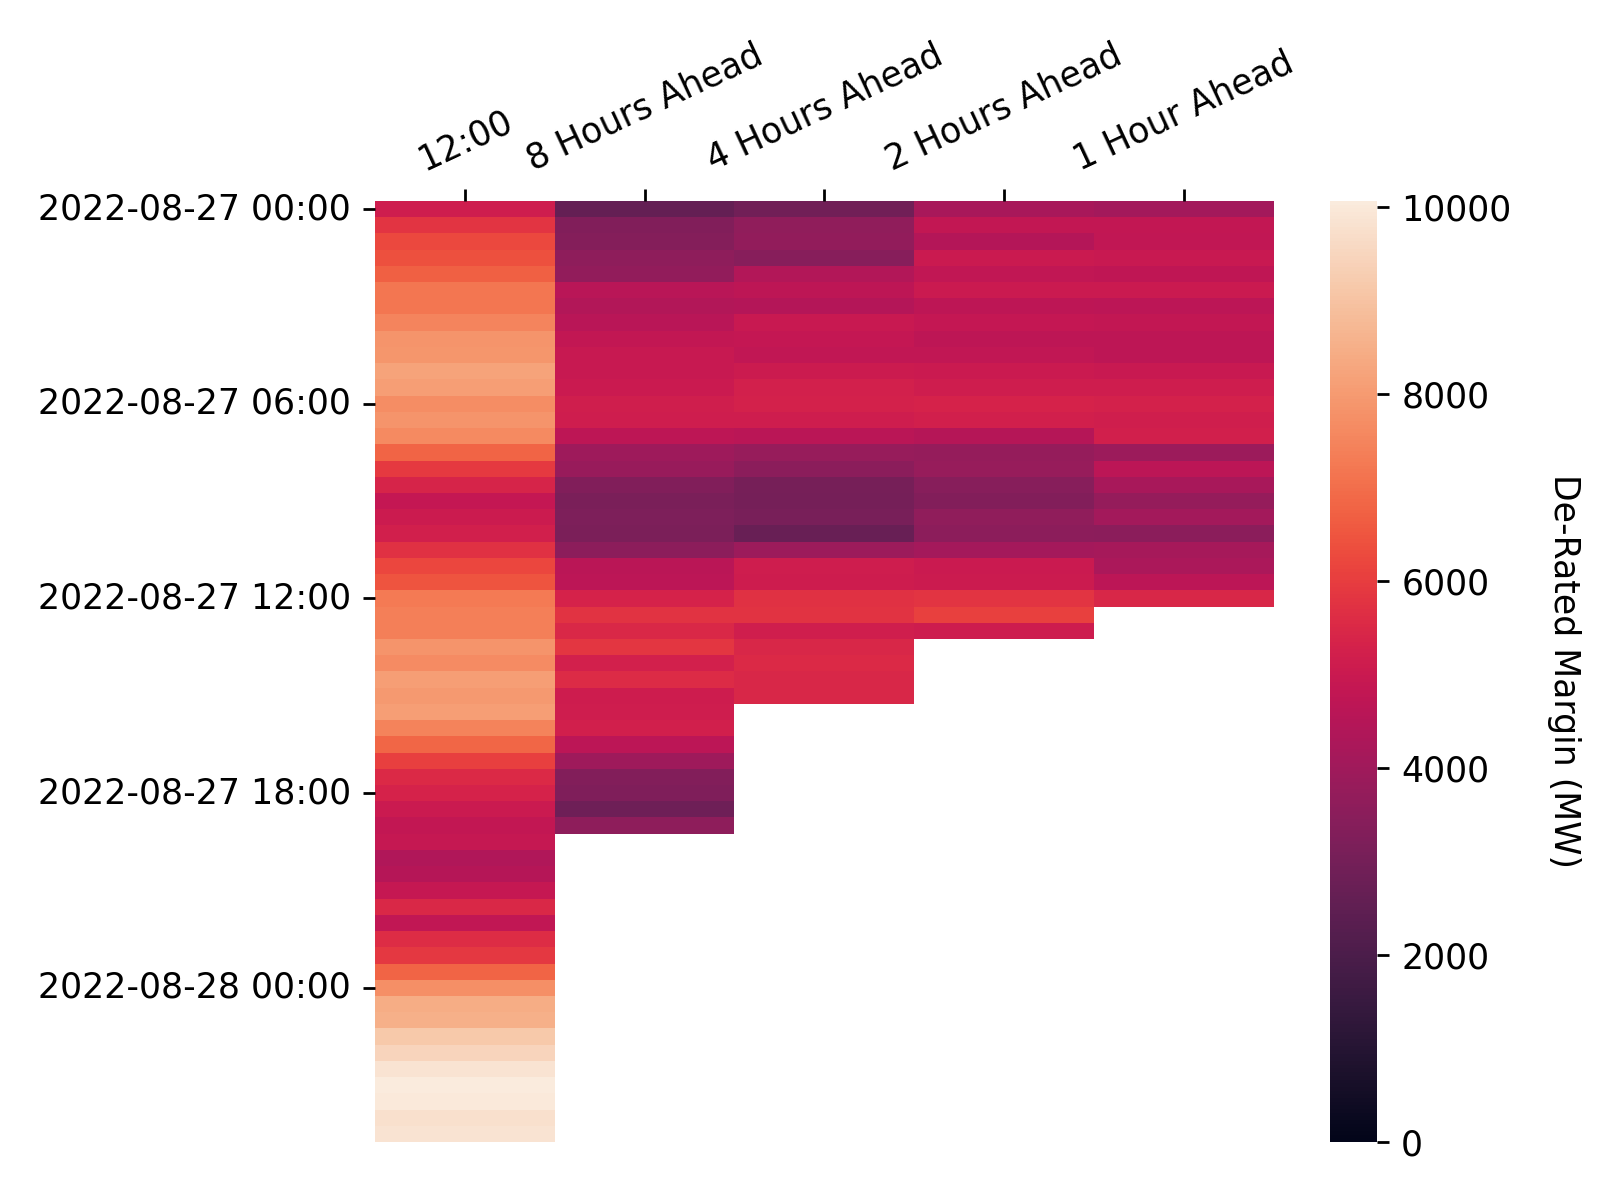 12:00
8 Hours Ahead
4 Hours Ahead
2 Hours Ahead
1 Hour Ahead
2022-08-27 00:00
2022-08-27 06:00
2022-08-27 12:00
2022-08-27 18:00
2022-08-28 00:00
10000
8000
6000
4000
2000
0
De-Rated Margin (MW)